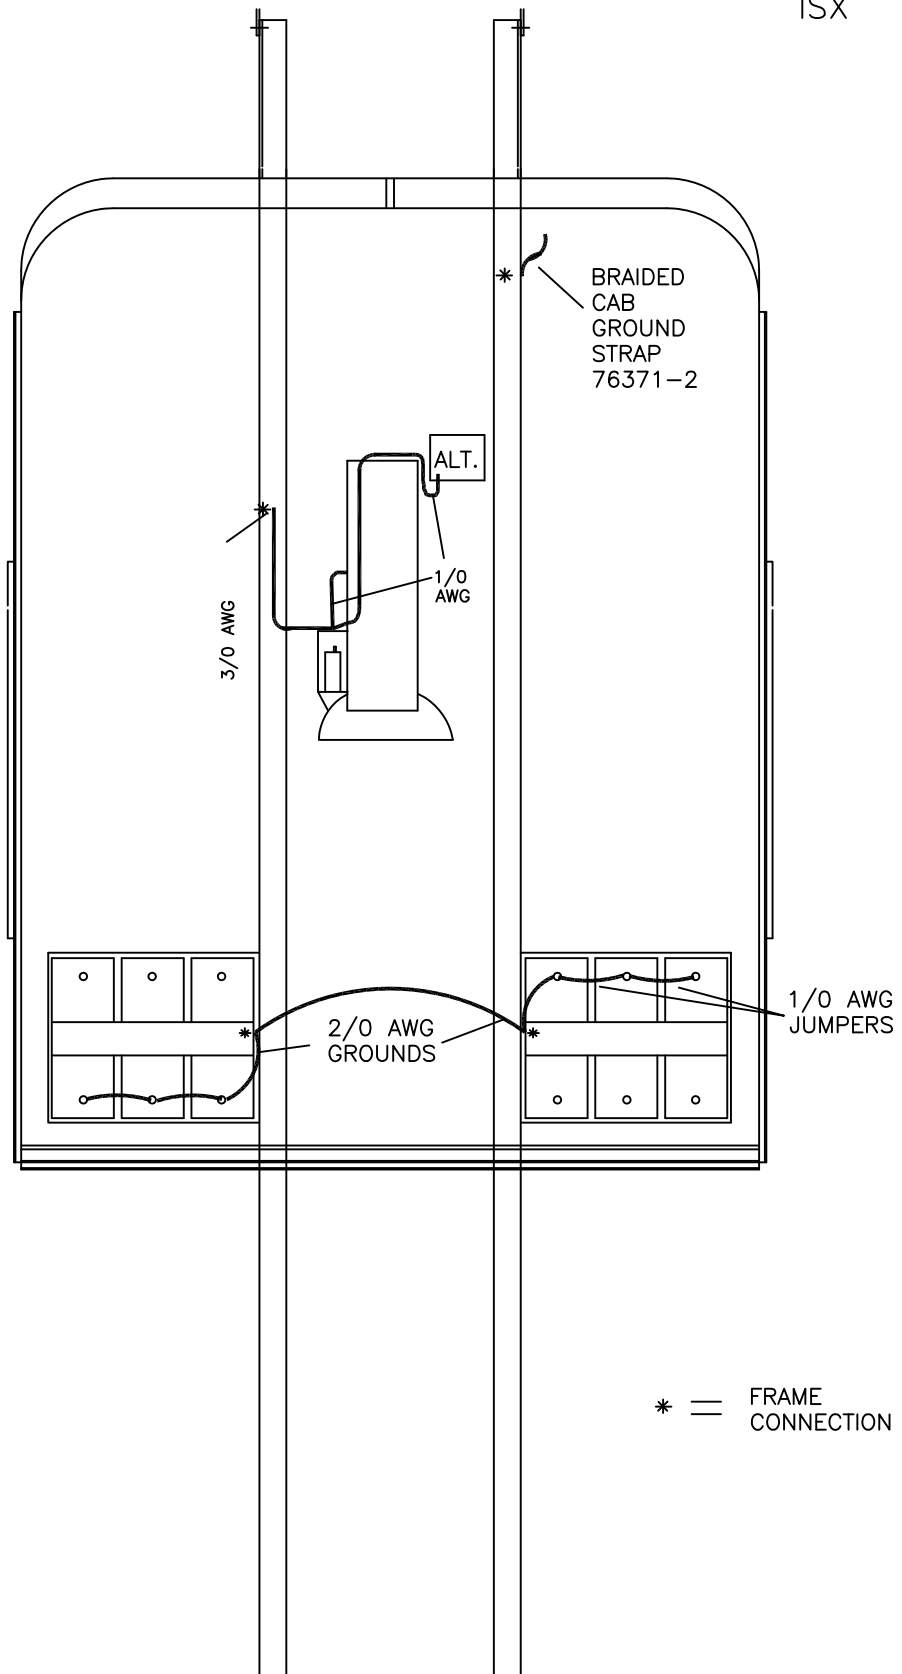 ISX
BRAIDED
CAB
GROUND
STRAP
76371-2
ALT.
1/0
AWG
3/0 AWG
2/0 AWG
GROUNDS
1/0 AWG
JUMPERS
* = FRAME
CONNECTION